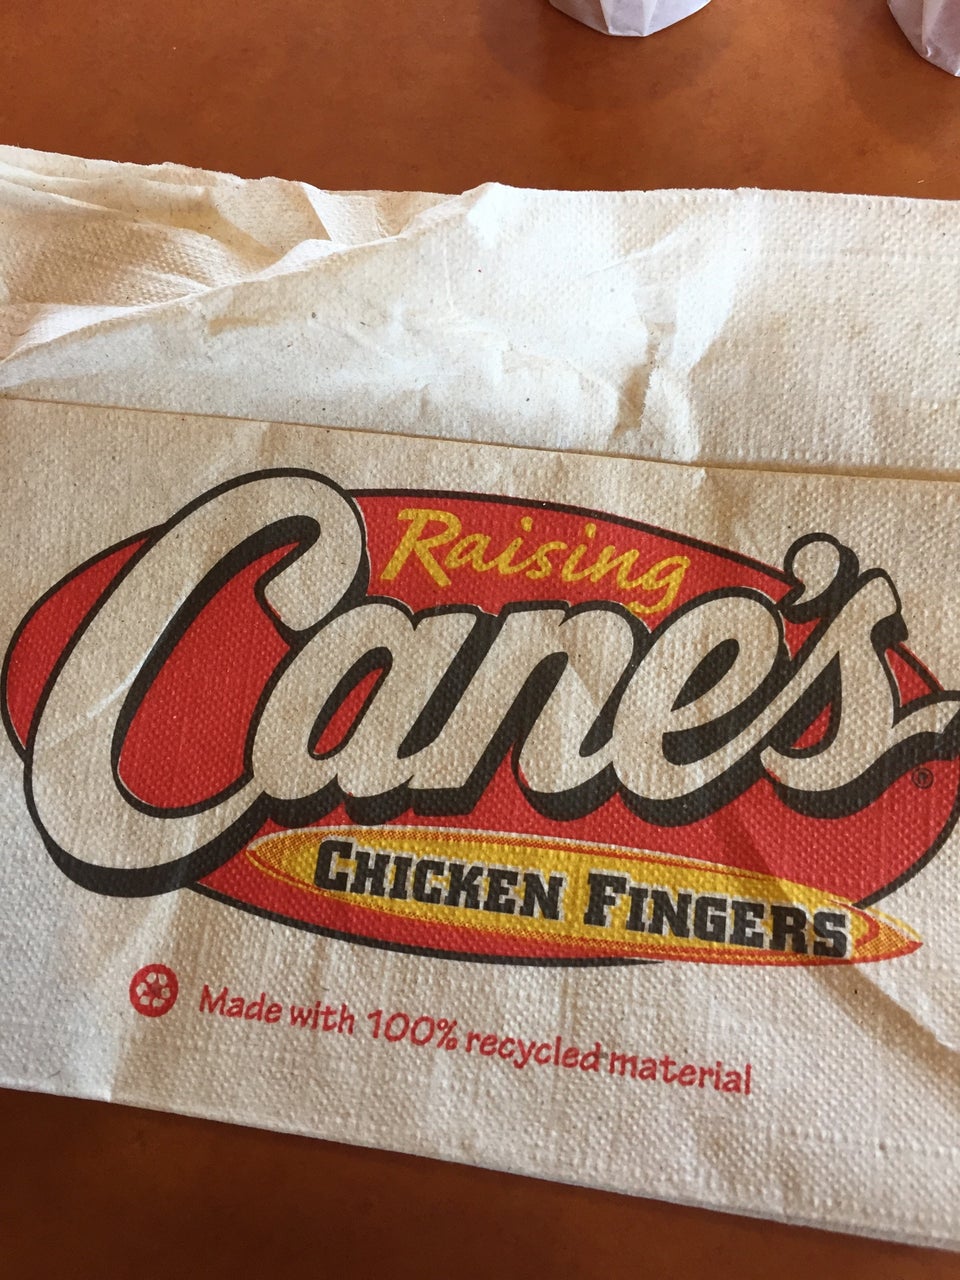 Raising
Cane's®
CHICKEN FINGERS
Made with 100% recycled material